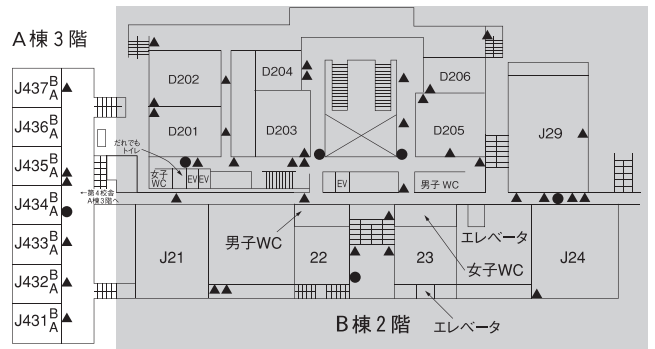 A棟3階
J437 B A
J436 B A
J435 B A
J434 B A
J433 B A
J432 B A
J431 B A
←第4校舎
A棟3階へ
だれでも
トイレ
D202
D201
D204
D203
D206
D205
J29
女子
WC
EV
EV
EV
男子 WC
J21
男子WC
22
23
エレベータ
女子WC
J24
エレベータ
B棟2階